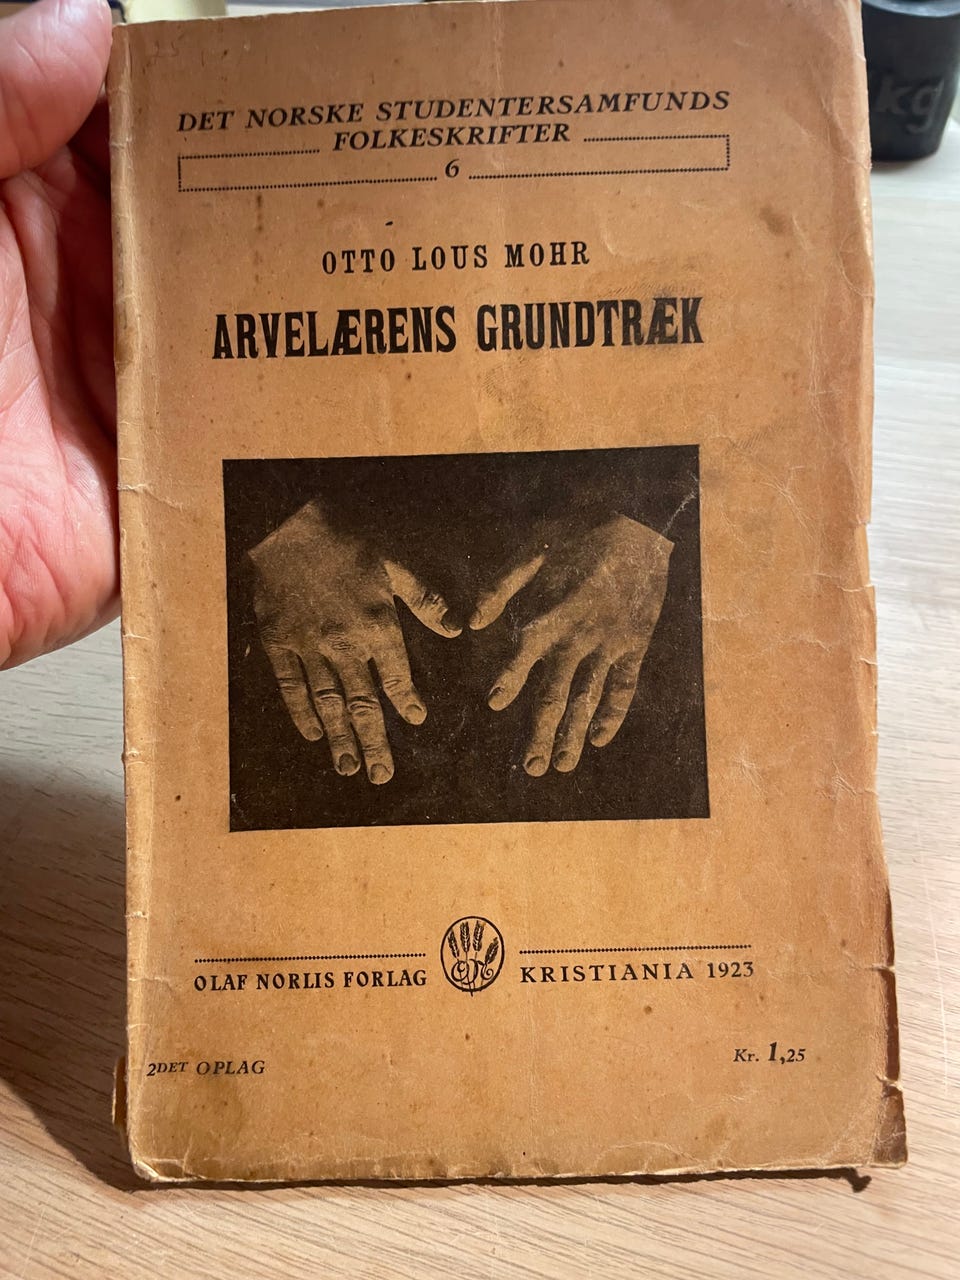 DET NORSKE STUDENTERSAMFUNDS
FOLKESKRIFTER
6
OTTO LOUS MOHR
ARVELÆRENS GRUNDTRÆK
OLAF NORLIS FORLAG KRISTIANIA 1923
2DET OPLAG Kr. 1,25
kg